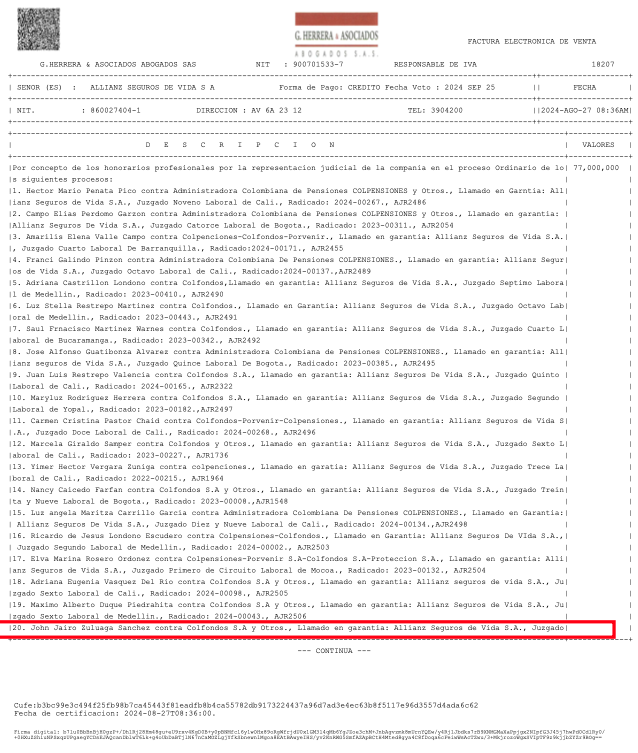 G. HERRERA & ASOCIADOS
ABOGADOS S.A.S.
FACTURA ELECTRONICA DE VENTA
G.HERRERA & ASOCIADOS ABOGADOS SAS NIT : 900701533-7 RESPONSABLE DE IVA 18207
SENOR (ES) : ALLIANZ SEGUROS DE VIDA S A Forma de Pago: CREDITO Fecha Vcto : 2024 SEP 25 || FECHA
NIT. : 860027404-1 DIRECCION : AV 6A 23 12 TEL: 3904200 ||2024-AGO-27 08:36AM|
D E S C R I P C I Ó N | VALORES
|Por concepto de los honorarios profesionales por la representacion judicial de la compania en el proceso Ordinario de lo| 77,000,000 |
|s siguientes procesos:
|1. Hector Mario Penata Pico contra Administradora Colombiana de Pensiones COLPENSIONES y Otros., Llamado en Garntia: All|
|ianz Seguros de Vida S.A., Juzgado Noveno Laboral de Cali., Radicado: 2024-00267., AJR2486
|2. Campo Elias Perdomo Garzon contra Administradora Colombiana de Pensiones COLPENSIONES y Otros., Llamado en garantia: |
|Allianz Seguros De Vida S.A., Juzgado Catorce Laboral de Bogota., Radicado: 2023-00311., AJR2054
|3. Amarilis Elena Valle Campo contra Colpensiones-Colfondos-Porvenir., Llamado en garantia: Allianz Seguros de Vida S.A.|
|, Juzgado Cuarto Laboral De Barranquilla., Radicado:2024-00171., AJR2455
|4. Franci Galindo Pinzon contra Administradora Colombiana De Pensiones COLPENSIONES., Llamado en garantia: Allianz Segur|
|os de Vida S.A., Juzgado Octavo Laboral de Cali., Radicado:2024-00137.,AJR2489
|5. Adriana Castrillon Londono contra Colfondos,Llamado en garantia: Allianz Seguros de Vida S.A., Juzgado Septimo Labora|
|l de Medellin., Radicado: 2023-00410., AJR2490
|6. Luz Stella Restrepo Martinez contra Colfondos., Llamado en Garantia: Allianz Seguros de Vida S.A., Juzgado Octavo Lab|
|oral de Medellin., Radicado: 2023-00443., AJR2491
|7. Saul Frnacisco Martinez Warnes contra Colfondos., Llamado en garantia: Allianz Seguros de Vida S.A., Juzgado Cuarto L|
|aboral de Bucaramanga., Radicado: 2023-00342., AJR2492
|8. Jose Alfonso Guatibonza Alvarez contra Administradora Colombiana de Pensiones COLPENSIONES., Llamado en garantia: All|
|ianz seguros de Vida S.A., Juzgado Quince Laboral De Bogota., Radicado: 2023-00385., AJR2495
|9. Juan Luis Restrepo Valencia contra Colfondos S.A., Llamado en garantia: Allianz Seguros de Vida S.A., Juzgado Quinto |
|Laboral de Cali., Radicado: 2024-00165., AJR2322
|10. Maryluz Rodriguez Herrera contra Colfondos S.A., Llamado en garantia: Allianz Seguros de Vida S.A., Juzgado Segundo |
|Laboral de Yopal., Radicado: 2023-00182.,AJR2497
|11. Carmen Cristina Pastor Chaid contra Colfondos-Porvenir-Colpensiones., Llamado en garantia: Allianz Seguros de Vida S|
|.A., Juzgado Doce Laboral de Cali., Radicado: 2024-00268., AJR2496
|12. Marcela Giraldo Samper contra Colfondos y Otros., Llamado en garantia: Allianz Seguros de Vida S.A., Juzgado Sexto L|
|aboral de Cali., Radicado: 2023-00227., AJR1736
|13. Yimer Hector Vergara Zuniga contra colpenciones., Llamado en garantia: Allianz Seguros de Vida S.A., Juzgado Trece La|
|boral de Cali., Radicado: 2022-00215., AJR1964
|14. Nancy Caicedo Farfan contra Colfondos S.A y Otros., Llamado en garantia: Allianz Seguros de Vida S.A., Juzgado Trein|
|ta y Nueve Laboral de Bogota., Radicado: 2023-00008.,AJR1548
|15. Luz angela Maritza Carrillo Garcia contra Administradora Colombiana De Pensiones COLPENSIONES., Llamado en Garantia:|
| Allianz Seguros De Vida S.A., Juzgado Diez y Nueve Laboral de Cali., Radicado: 2024-00134.,AJR2498
|16. Ricardo de Jesus Londono Escudero contra Colpensiones-Colfondos., Llamado en Garantia: Allianz Seguros De VIda S.A.,|
| Juzgado Segundo Laboral de Medellin., Radicado: 2024-00002., AJR2503
|17. Elva Marina Rosero Ordonez contra Colpensiones-Porvenir S.A-Colfondos S.A-Proteccion S.A., Llamado en garantia: Alli|
|anz Seguros de Vida S.A., Juzgado Primero de Circuito Laboral de Mocoa., Radicado: 2023-00132., AJR2504
|18. Adriana Eugenia Vasquez Del Rio contra Colfondos S.A y Otros., Llamado en garantia: Allianz seguros de vida S.A., Ju|
|zgado Sexto Laboral de Cali., Radicado: 2024-00098., AJR2505
|19. Maximo Alberto Duque Piedrahita contra Colfondos S.A y Otros., Llamado en garantia: Allianz Seguros de Vida S.A., Ju|
|zgado Sexto Laboral de Medellin., Radicado: 2024-00043., AJR2506
|20. John Jairo Zuluaga Sanchez contra Colfondos S.A y Otros., Llamado en garantia: Allianz Seguros de Vida S.A., Juzgado|
--- CONTINUA ---
Cufe:b3bc99e3c494f25fb98b7ca45443f81eadfb8b4ca55782db9173224437a96d7ad3e4ec63b8f5117e96d3557d4ada6c62
Fecha de certificacion: 2024-08-27T08:36:00.
Firma digital: